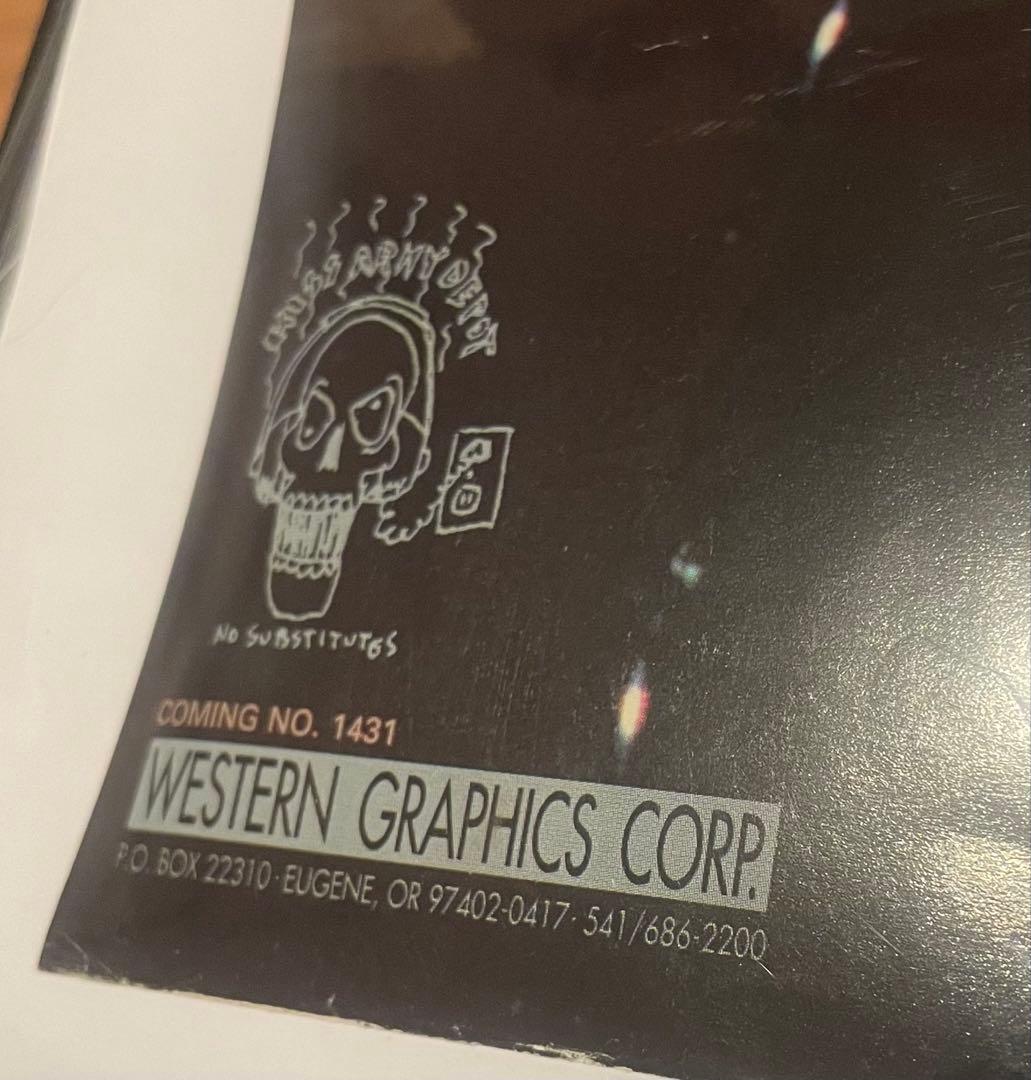 ARMY DEPOT
NO SUBSTITUTES
COMING NO. 1431
WESTERN GRAPHICS CORP.
P.O. BOX 22310 · EUGENE, OR 97402-0417 · 541/686-2200